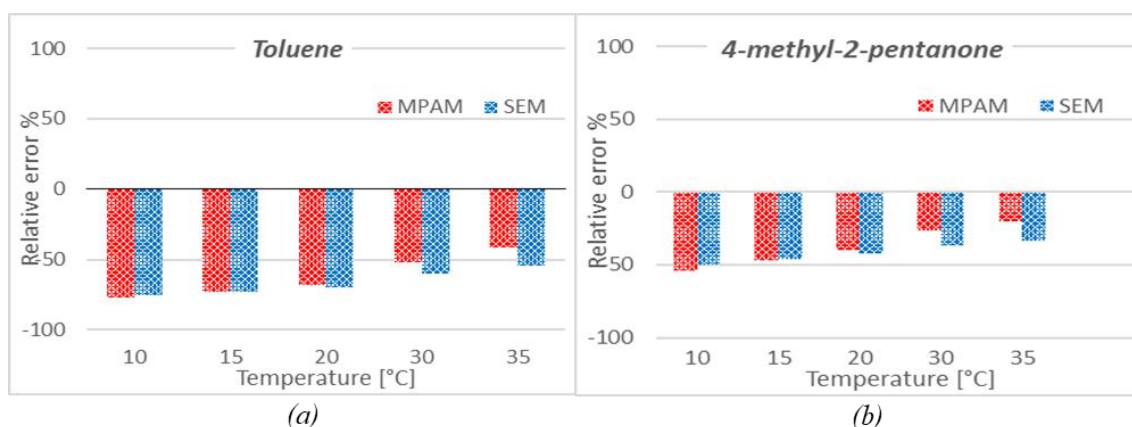 Toluene
100
MPAM SEM
50
Relative error %
0
-50
-100
10 15 20 30 35
Temperature [°C]
(a)
4-methyl-2-pentanone
100
MPAM SEM
50
Relative error %
0
-50
-100
10 15 20 30 35
Temperature [°C]
(b)